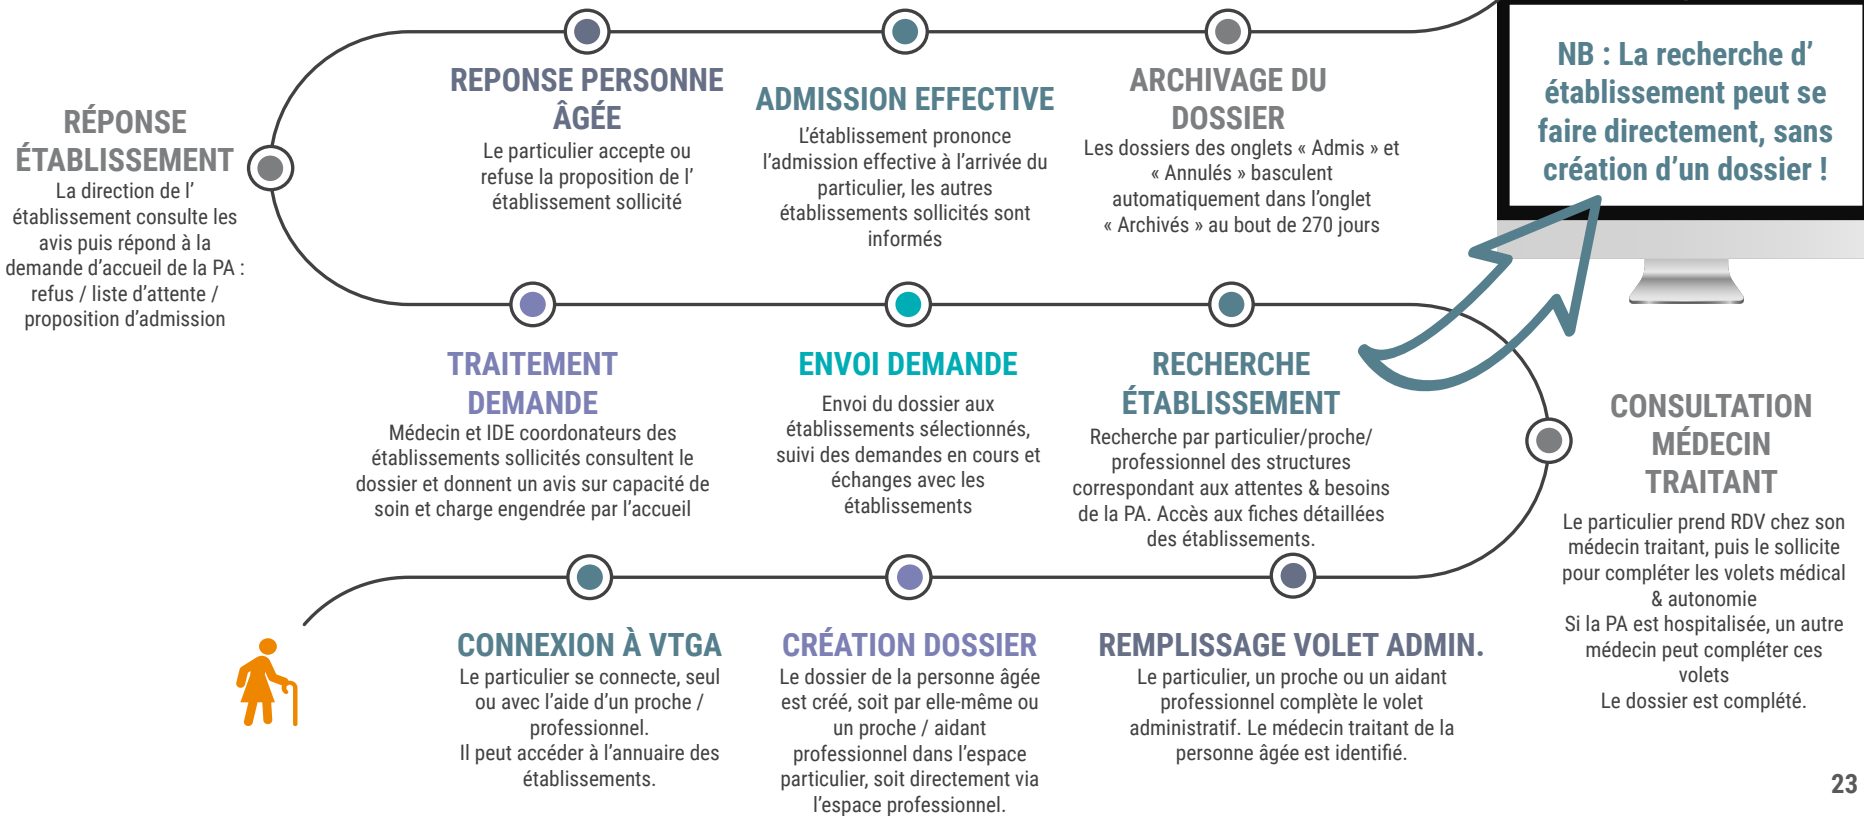 RÉPONSE
ÉTABLISSEMENT
La direction de l'
établissement consulte les
avis puis répond à la
demande d'accueil de la PA :
refus / liste d'attente /
proposition d'admission
REPONSE PERSONNE
ÂGÉE
Le particulier accepte ou
refuse la proposition de l'
établissement sollicité
ADMISSION EFFECTIVE
L'établissement prononce
l'admission effective à l'arrivée du
particulier, les autres
établissements sollicités sont
informés
ARCHIVAGE DU
DOSSIER
Les dossiers des onglets « Admis » et
« Annulés » basculent
automatiquement dans l'onglet
« Archivés » au bout de 270 jours
NB : La recherche d'
établissement peut se
faire directement, sans
création d'un dossier !
TRAITEMENT
DEMANDE
Médecin et IDE coordonateurs des
établissements sollicités consultent le
dossier et donnent un avis sur capacité de
soin et charge engendrée par l'accueil
ENVOI DEMANDE
Envoi du dossier aux
établissements sélectionnés,
suivi des demandes en cours et
échanges avec les
établissements
RECHERCHE
ÉTABLISSEMENT
Recherche par particulier/proche/
professionnel des structures
correspondant aux attentes & besoins
de la PA. Accès aux fiches détaillées
des établissements.
CONSULTATION
MÉDECIN
TRAITANT
Le particulier prend RDV chez son
médecin traitant, puis le sollicite
pour compléter les volets médical
& autonomie
Si la PA est hospitalisée, un autre
médecin peut compléter ces
volets
Le dossier est complété.
CONNEXION À VTGA
Le particulier se connecte, seul
ou avec l'aide d'un proche /
professionnel.
Il peut accéder à l'annuaire des
établissements.
CRÉATION DOSSIER
Le dossier de la personne âgée
est créé, soit par elle-même ou
un proche / aidant
professionnel dans l'espace
particulier, soit directement via
l'espace professionnel.
REMPLISSAGE VOLET ADMIN.
Le particulier, un proche ou un aidant
professionnel complète le volet
administratif. Le médecin traitant de la
personne âgée est identifié.
23